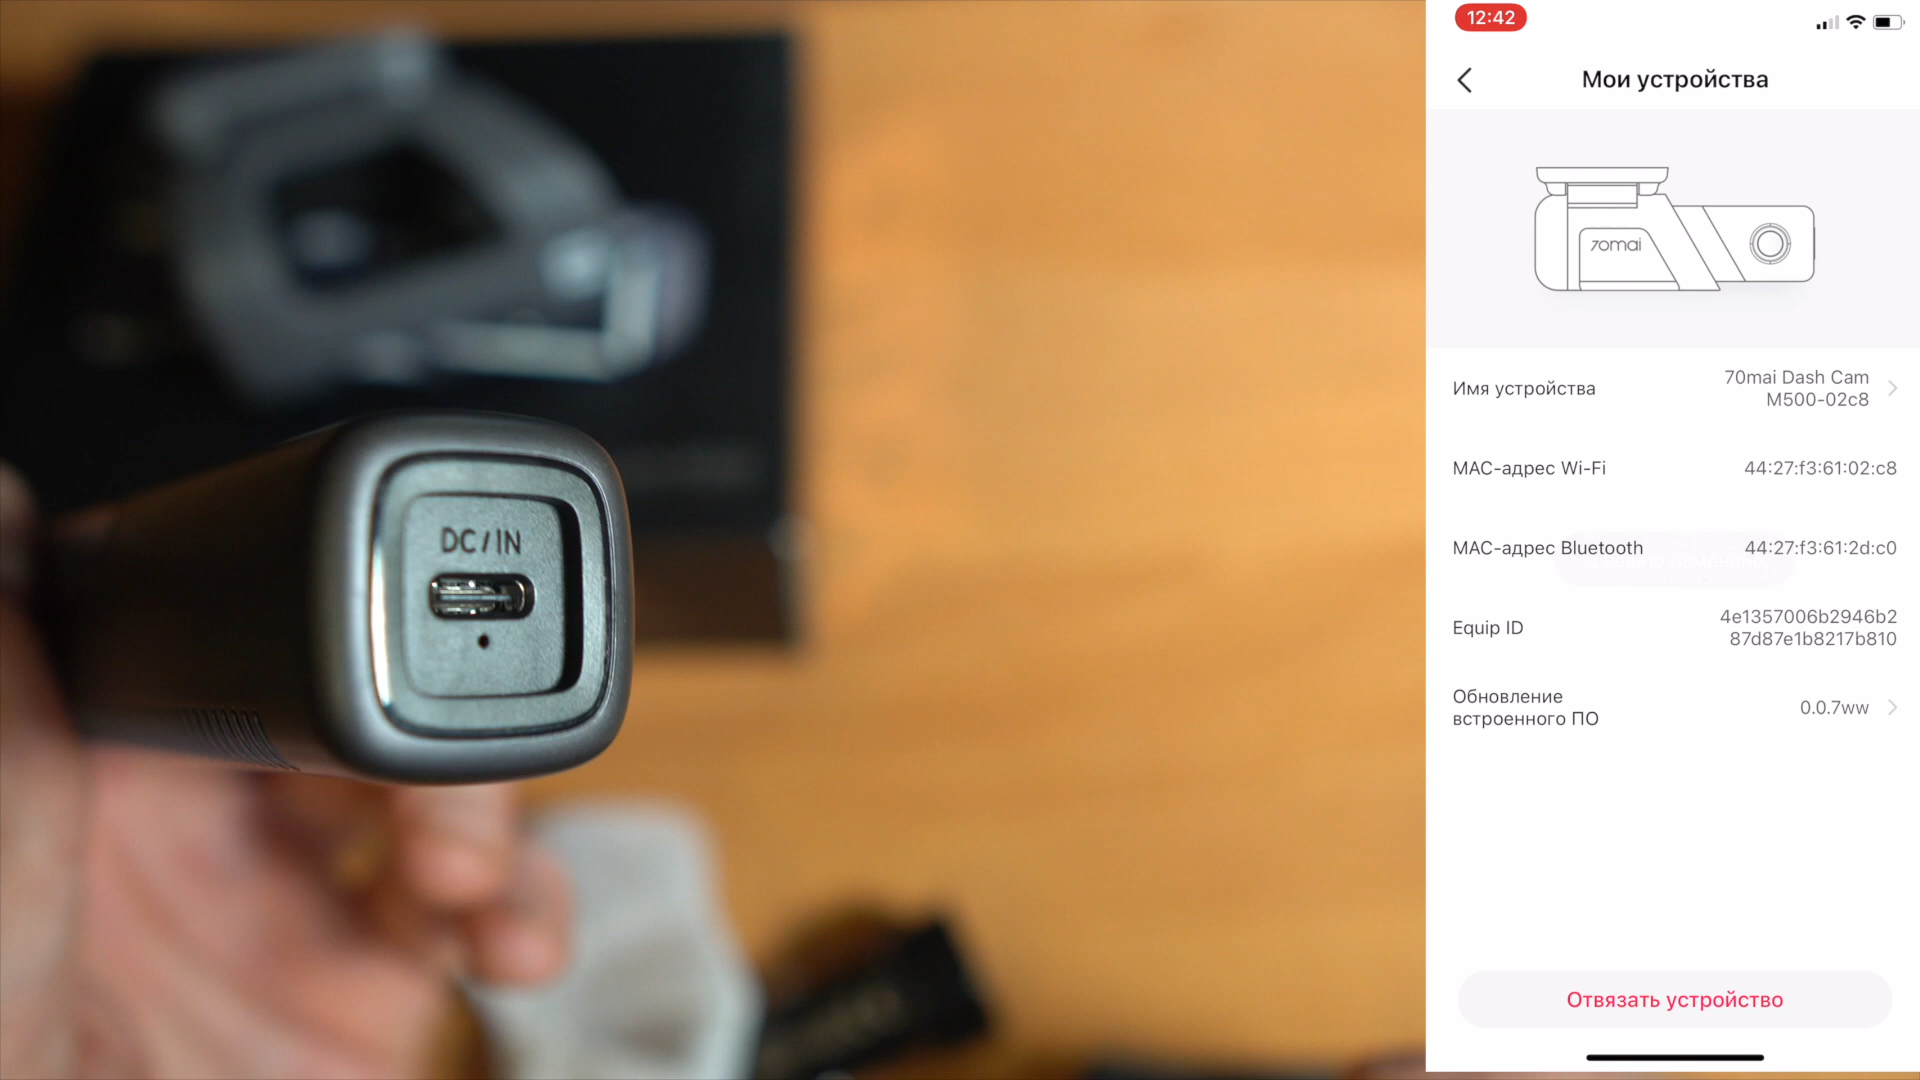 DC/IN
12:42
Мои устройства
70mai
Имя устройства
70mai Dash Cam
M500-02c8
MAC-адрес Wi-Fi
44:27:f3:61:02:c8
MAC-адрес Bluetooth
44:27:f3:61:2d:c0
Equip ID
4e1357006b2946b2
87d87e1b8217b810
Обновление
встроенного ПО
0.0.7ww
Отвязать устройство